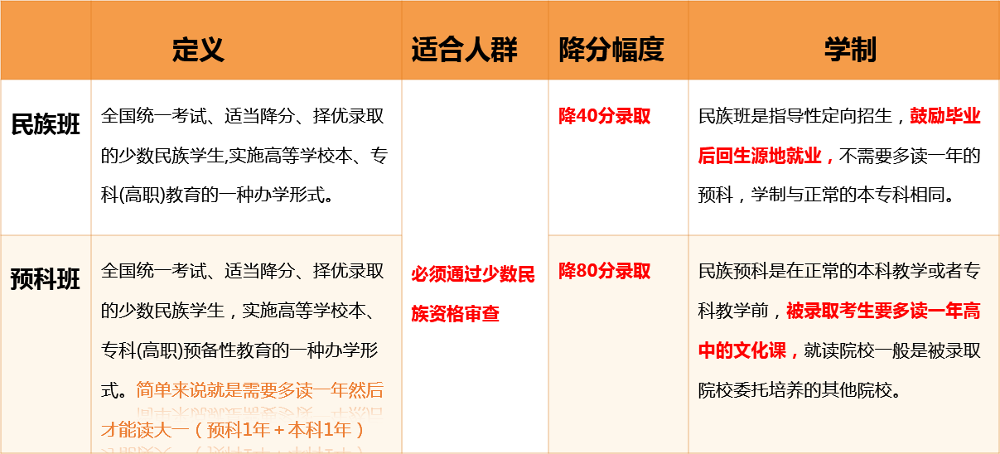 定义
适合人群
降分幅度
学制
民族班
全国统一考试、适当降分、择优录取
的少数民族学生,实施高等学校本、专
科(高职)教育的一种办学形式。
降40分录取
民族班是指导性定向招生，鼓励毕业
后回生源地就业，不需要多读一年的
预科，学制与正常的本专科相同。
预科班
全国统一考试、适当降分、择优录取
的少数民族学生，实施高等学校本、
专科(高职)预备性教育的一种办学形
式。简单来说就是需要多读一年然后
才能读大一（预科1年＋本科1年）
必须通过少数民
族资格审查
降80分录取
民族预科是在正常的本科教学或者专
科教学前，被录取考生要多读一年高
中的文化课，就读院校一般是被录取
院校委托培养的其他院校。